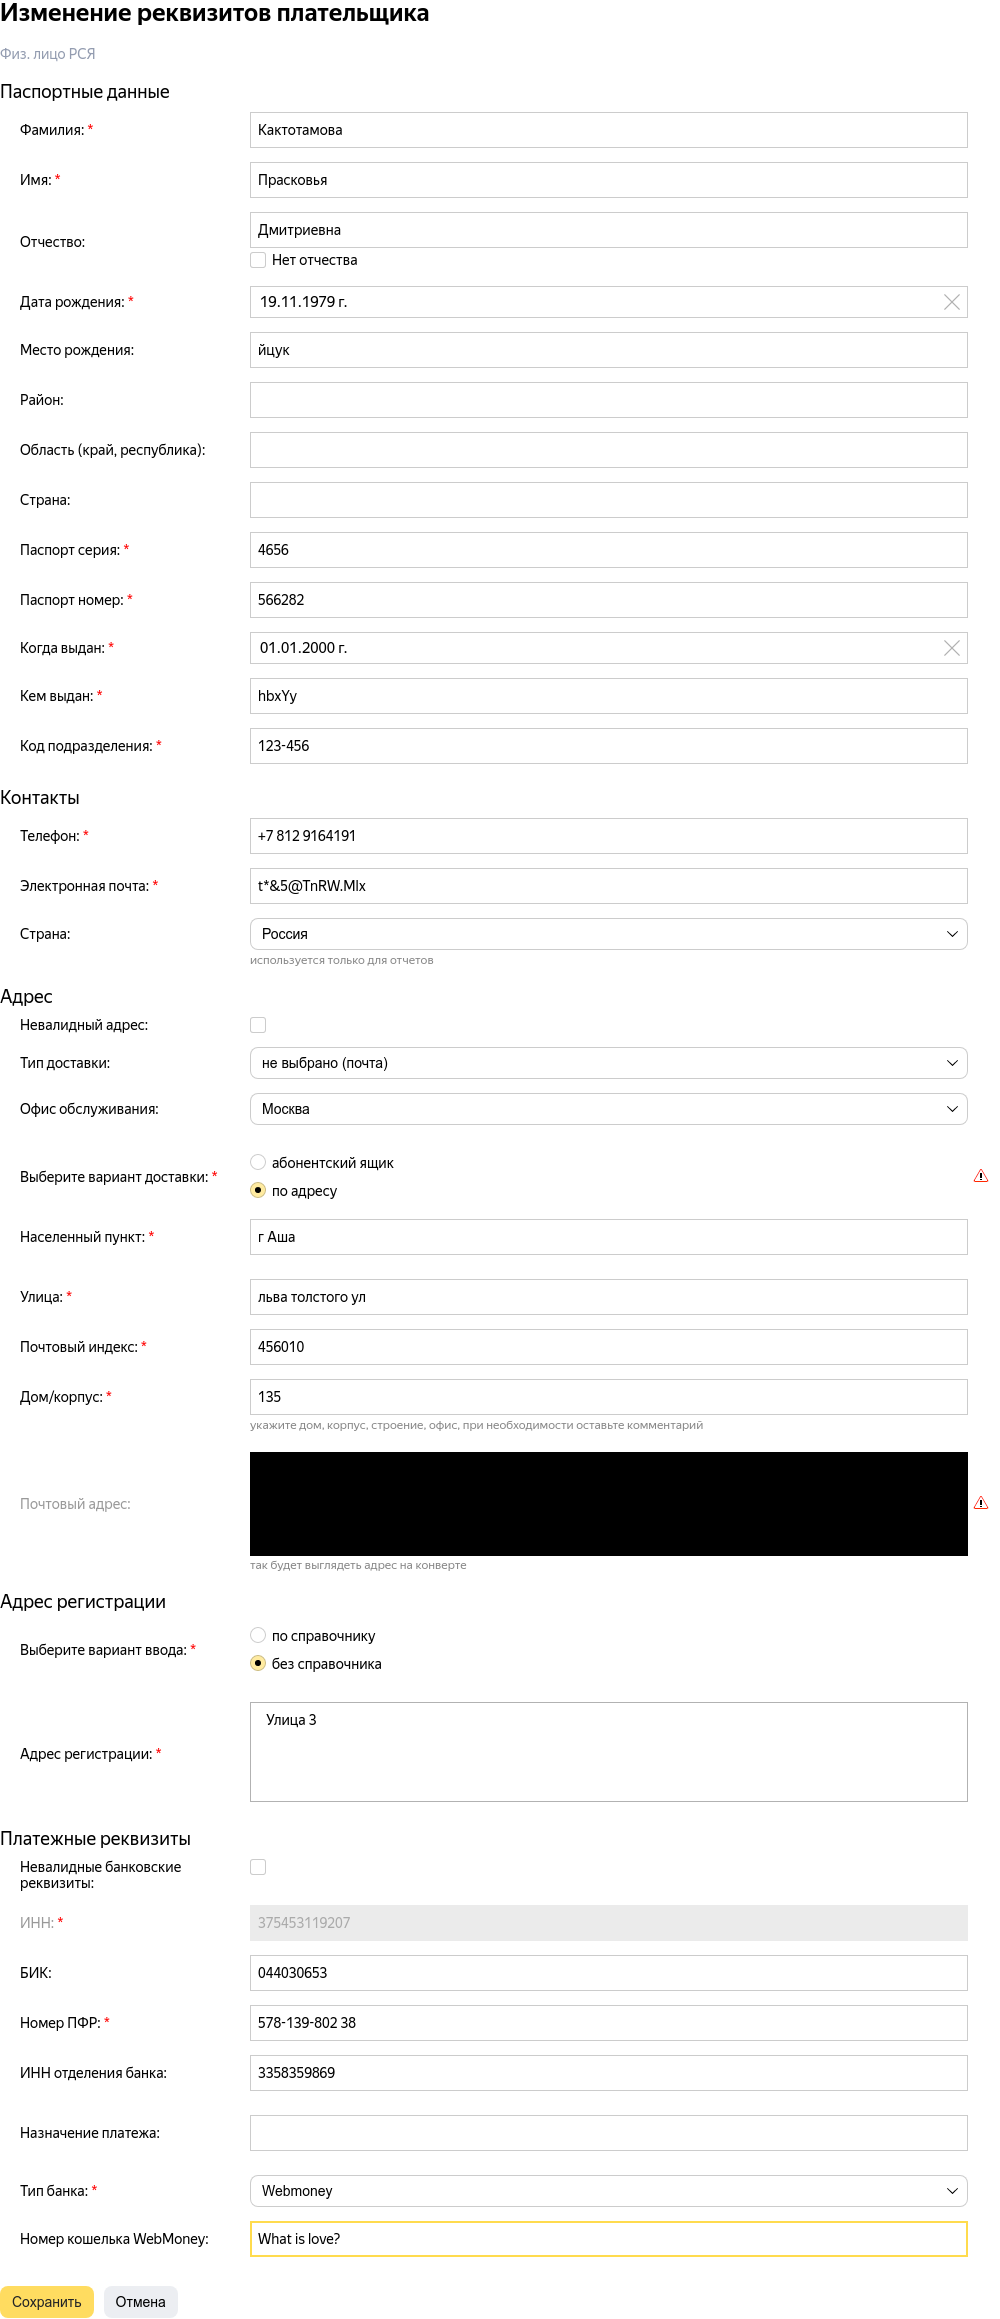 Изменение реквизитов плательщика
Физ. лицо РСЯ
Паспортные данные
Фамилия: * Кактотамова
Имя: * Прасковья
Отчество: Дмитриевна
Нет отчества
Дата рождения: * 19.11.1979 г.
Место рождения: йцук
Район:
Область (край, республика):
Страна:
Паспорт серия: * 4656
Паспорт номер: * 566282
Когда выдан: * 01.01.2000 г.
Кем выдан: * hbxYy
Код подразделения: * 123-456
Контакты
Телефон: * +7 812 9164191
Электронная почта: * t*&5@TnRW.MIx
Страна: Россия
используется только для отчетов
Адрес
Невалидный адрес:
Тип доставки: не выбрано (почта)
Офис обслуживания: Москва
Выберите вариант доставки: *
абонентский ящик
по адресу
Населенный пункт: * г Аша
Улица: * льва толстого ул
Почтовый индекс: * 456010
Дом/корпус: * 135
укажите дом, корпус, строение, офис, при необходимости оставьте комментарий
Почтовый адрес:
так будет выглядеть адрес на конверте
Адрес регистрации
Выберите вариант ввода: *
по справочнику
без справочника
Адрес регистрации: * Улица 3
Платежные реквизиты
Невалидные банковские
реквизиты:
ИНН: * 375453119207
БИК: 044030653
Номер ПФР: * 578-139-802 38
ИНН отделения банка: 3358359869
Назначение платежа:
Тип банка: * Webmoney
Номер кошелька WebMoney: What is love?
Сохранить Отмена